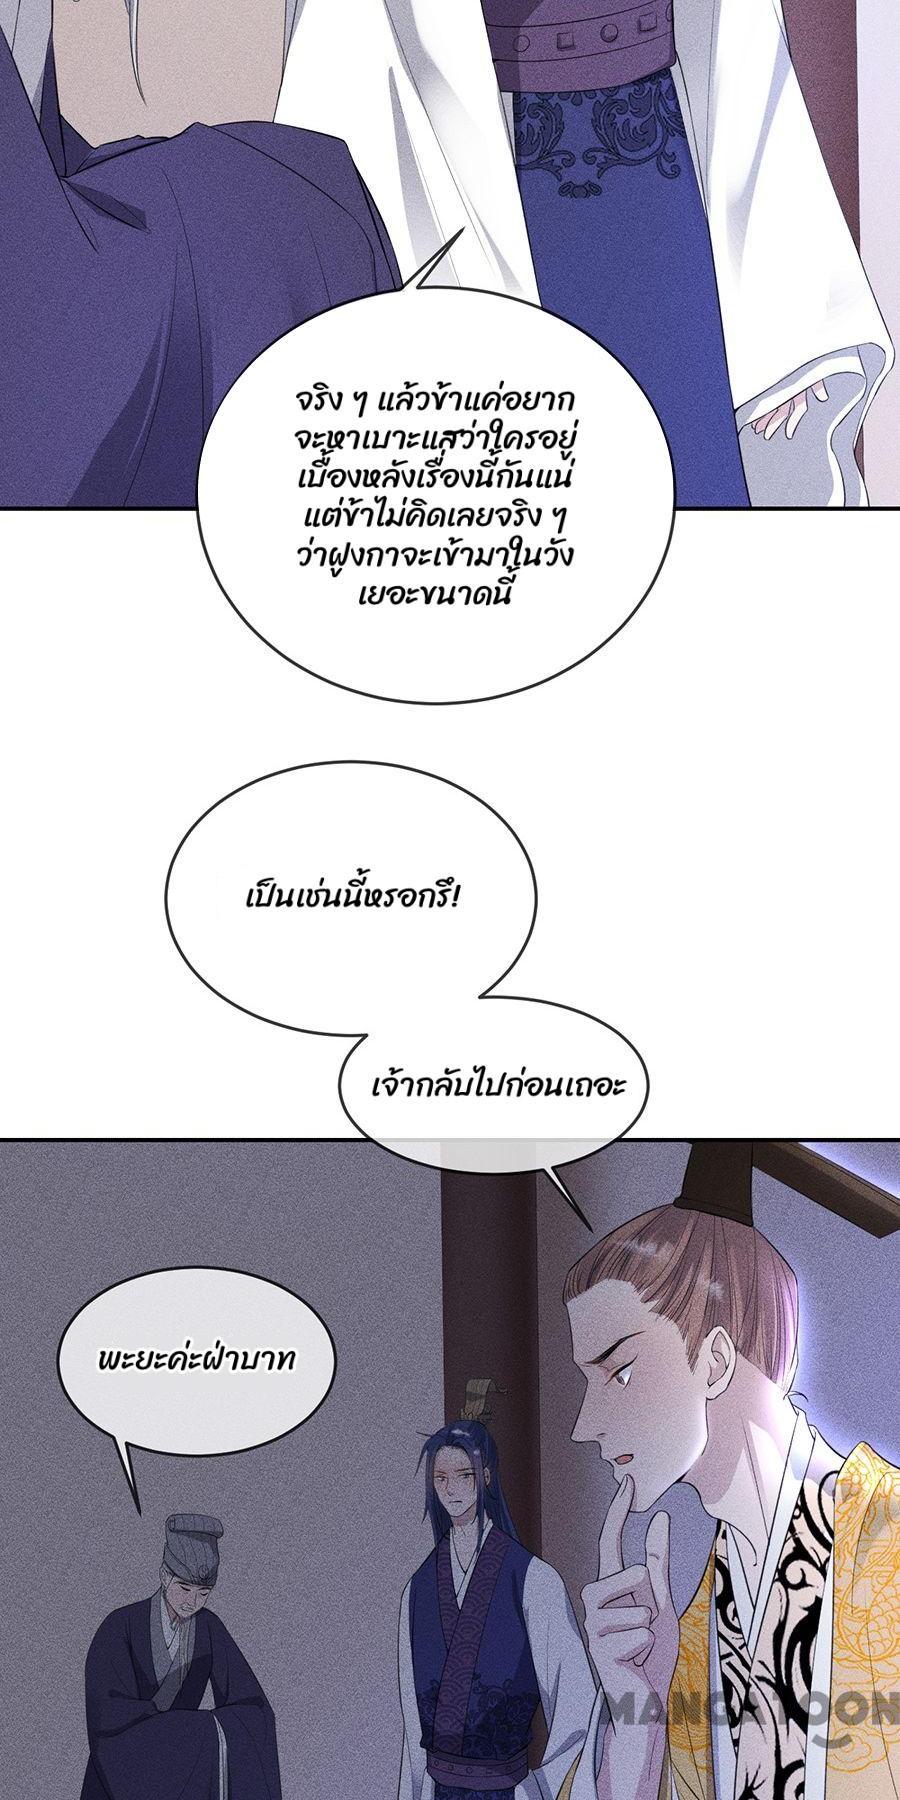 จริง ๆ แล้วข้าแค่อยาก
จะหาเบาะแสว่าใครอยู่
เบื้องหลังเรื่องนี้กันแน่
แต่ข้าไม่คิดเลยจริง ๆ
ว่าฝูงกาจะเข้ามาในวัง
เยอะขนาดนี้
เป็นเช่นนี้หรอกรึ!
เจ้ากลับไปก่อนเถอะ
พะยะค่ะฝ่าบาท
MANGATOON